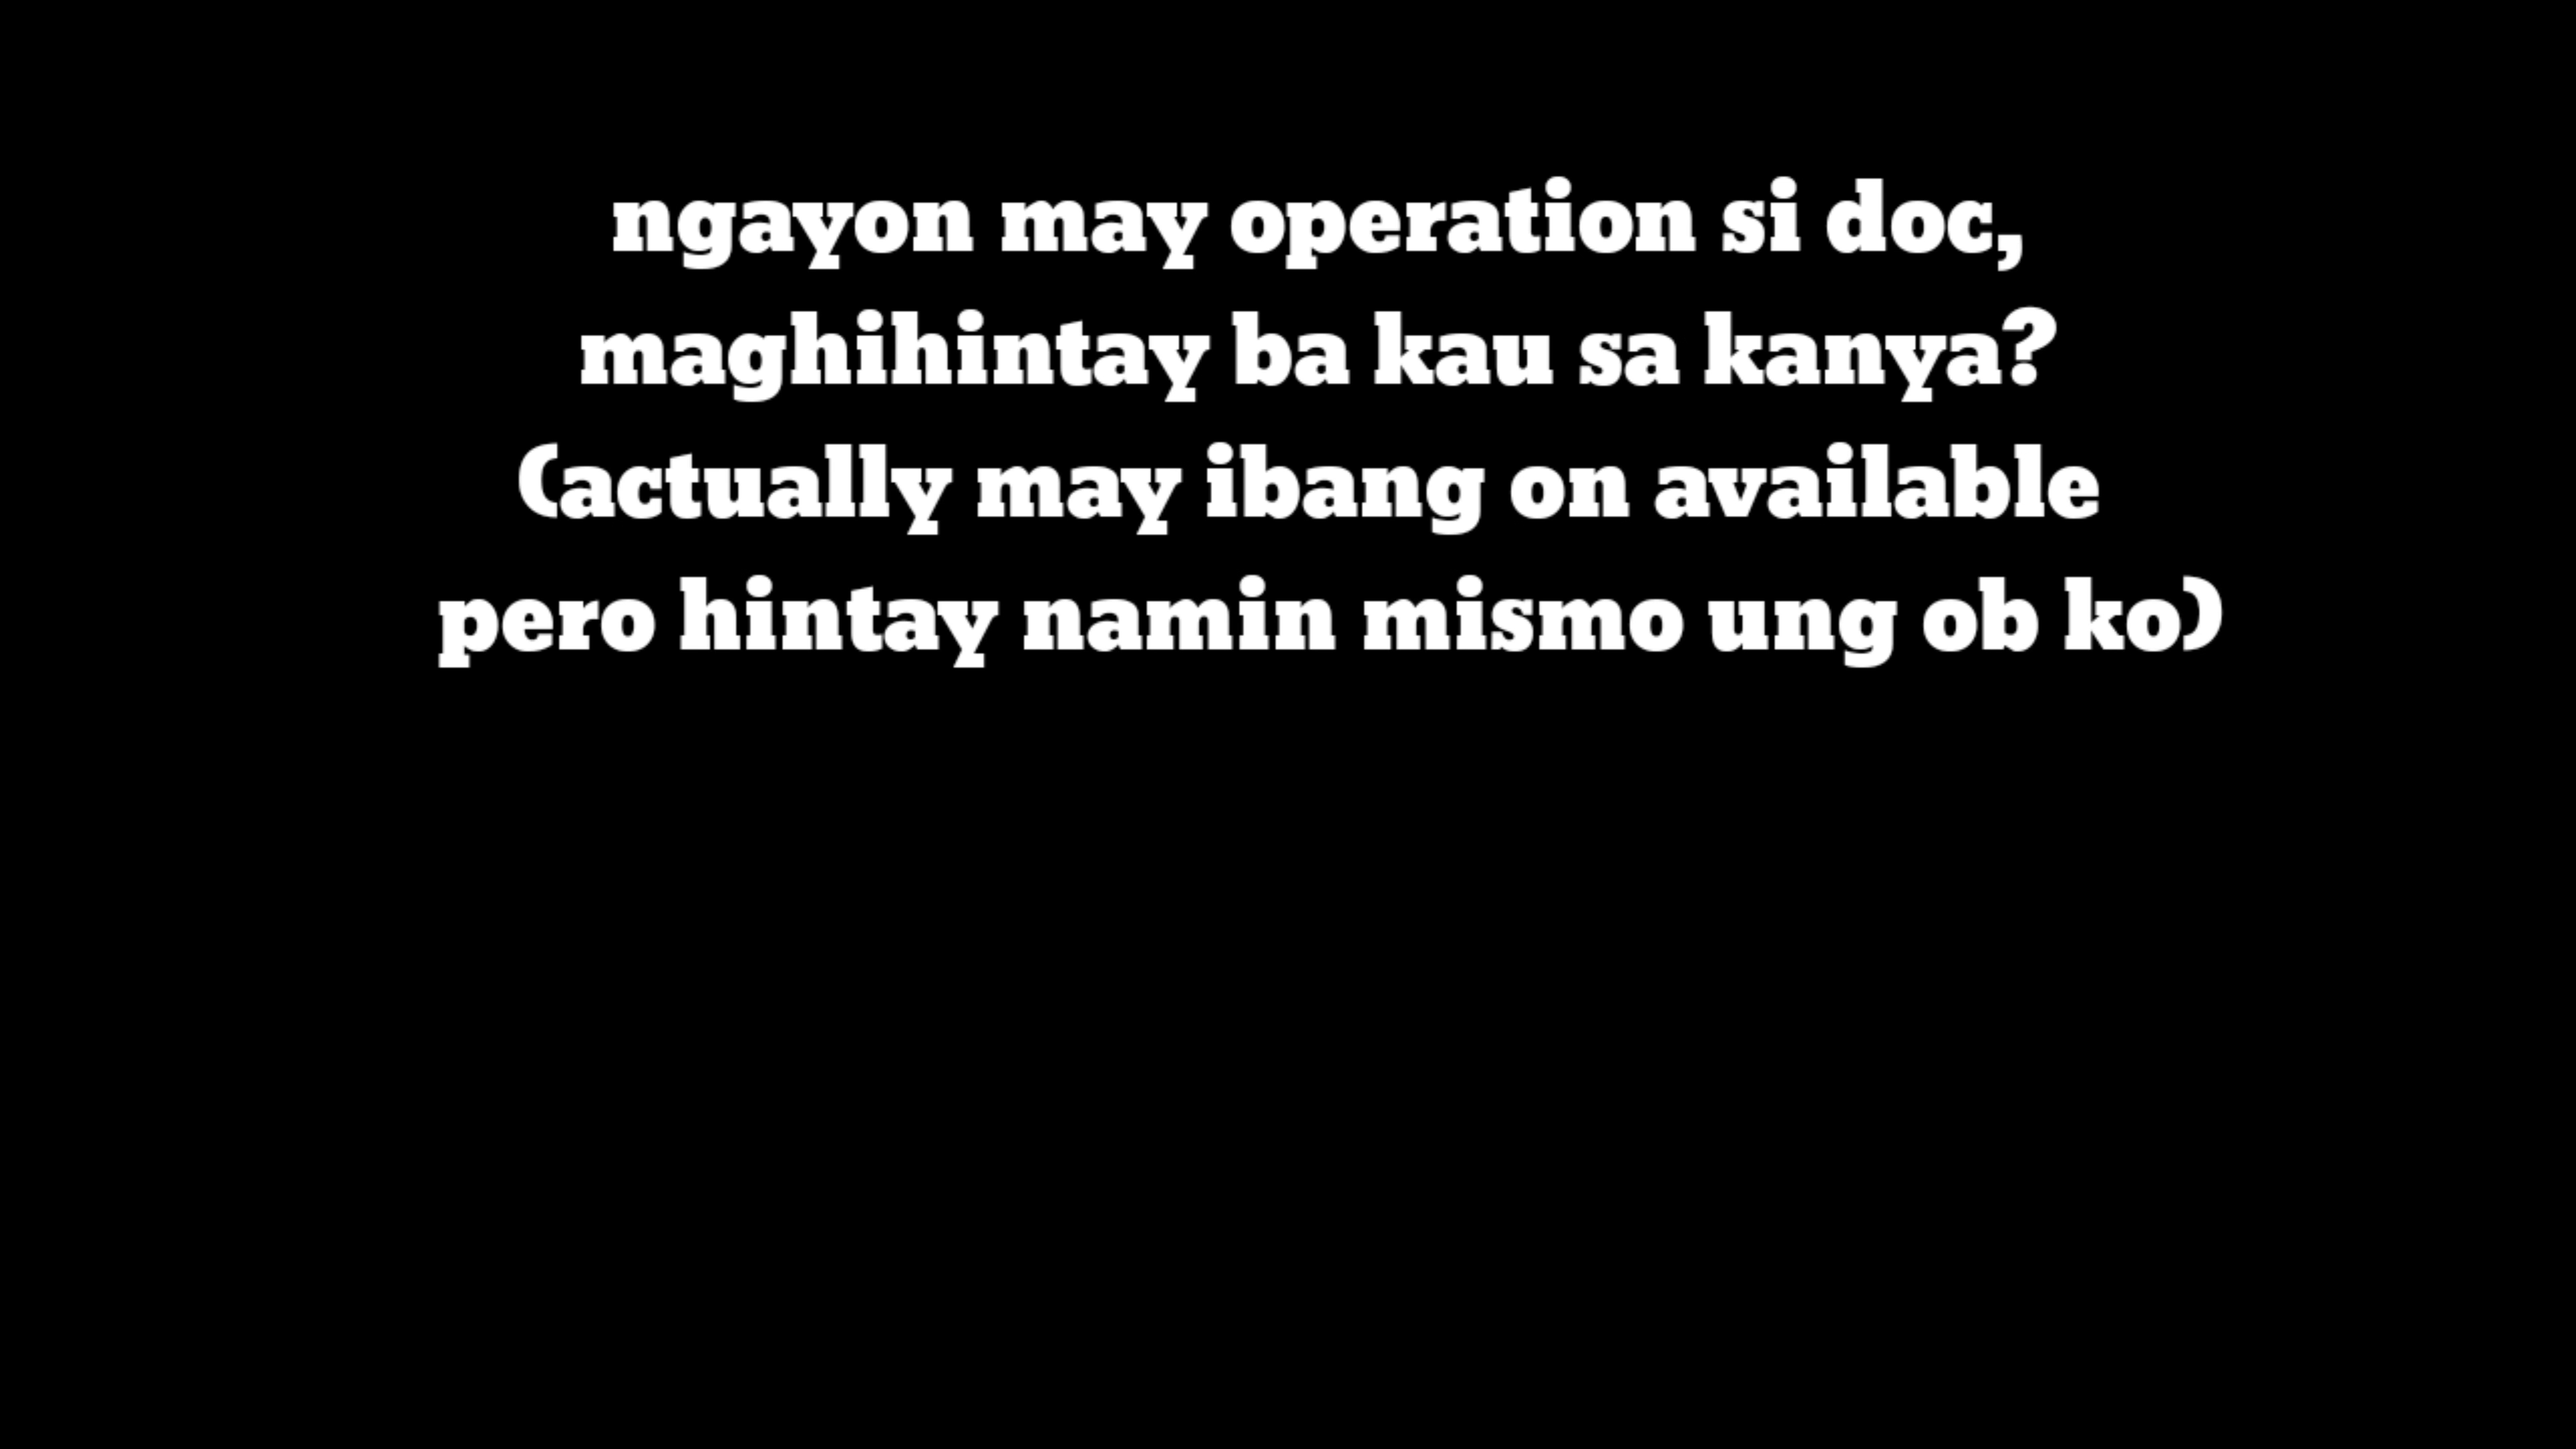 ngayon may operation si doc,
maghihintay ba kau sa kanya?
(actually may ibang on available
pero hintay namin mismo ung ob ko)